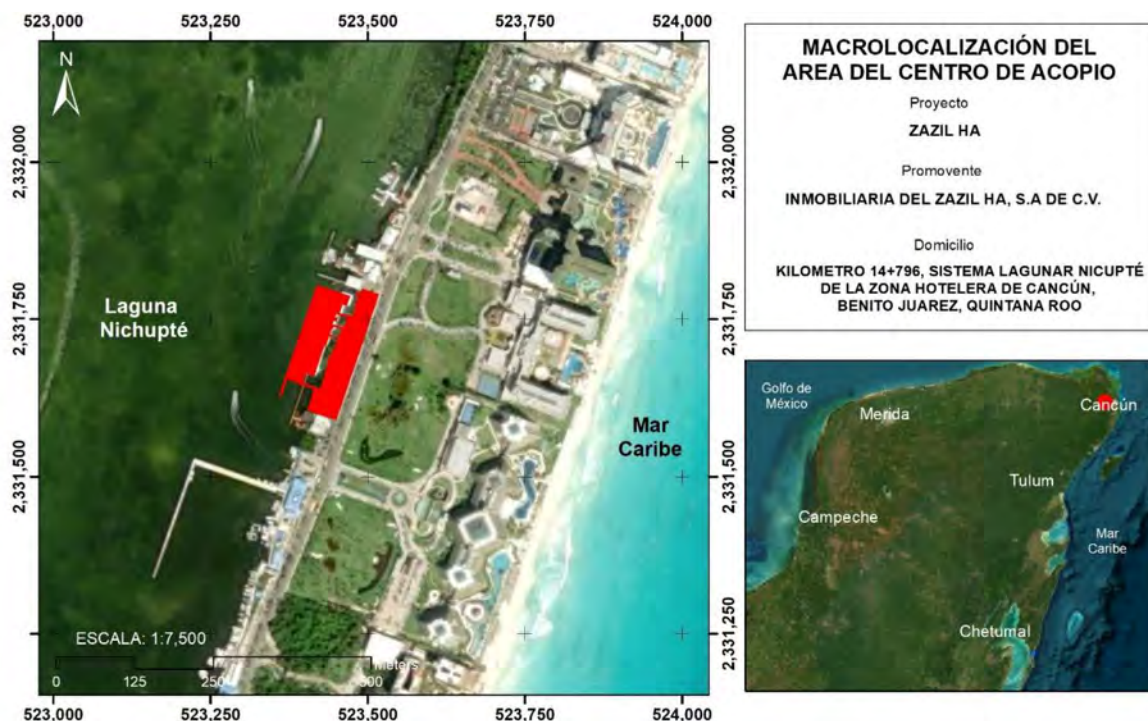 523,000 523,250 523,500 523,750 524,000
N
2,332,000
2,331,750
2,331,500
2,331,250
Laguna
Nichupté
Mar
Caribe
ESCALA: 1:7,500
Meters
0 125 250 500
2,332,000
2,331,750
2,331,500
2,331,250
523,000 523,250 523,500 523,750 524,000
MACROLOCALIZACIÓN DEL
AREA DEL CENTRO DE ACOPIO
Proyecto
ZAZIL HA
Promovente
INMOBILIARIA DEL ZAZIL HA, S.A DE C.V.
Domicilio
KILOMETRO 14+796, SISTEMA LAGUNAR NICUPTÉ
DE LA ZONA HOTELERA DE CANCÚN,
BENITO JUAREZ, QUINTANA ROO
Golfo de
México
Merida
Cancún
Tulum
Campeche
Mar
Caribe
Chetumal